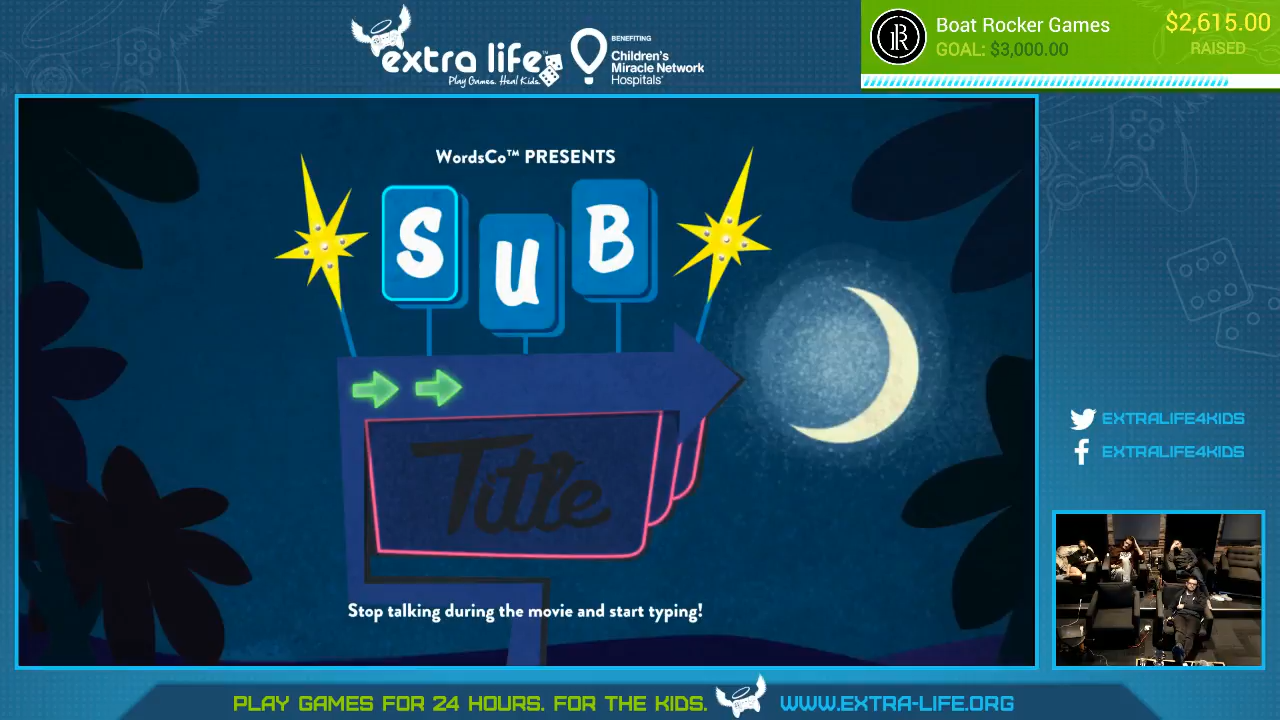 extra life™
Play Games. Heal Kids.
BENEFITING
Children's
Miracle Network
Hospitals
Boat Rocker Games
GOAL: $3,000.00
$2,615.00
RAISED
WordsCo™ PRESENTS
SUB
Title
Stop talking during the movie and start typing!
EXTRALIFE4KIDS
EXTRALIFE4KIDS
PLAY GAMES FOR 24 HOURS. FOR THE KIDS.
WWW.EXTRA-LIFE.ORG